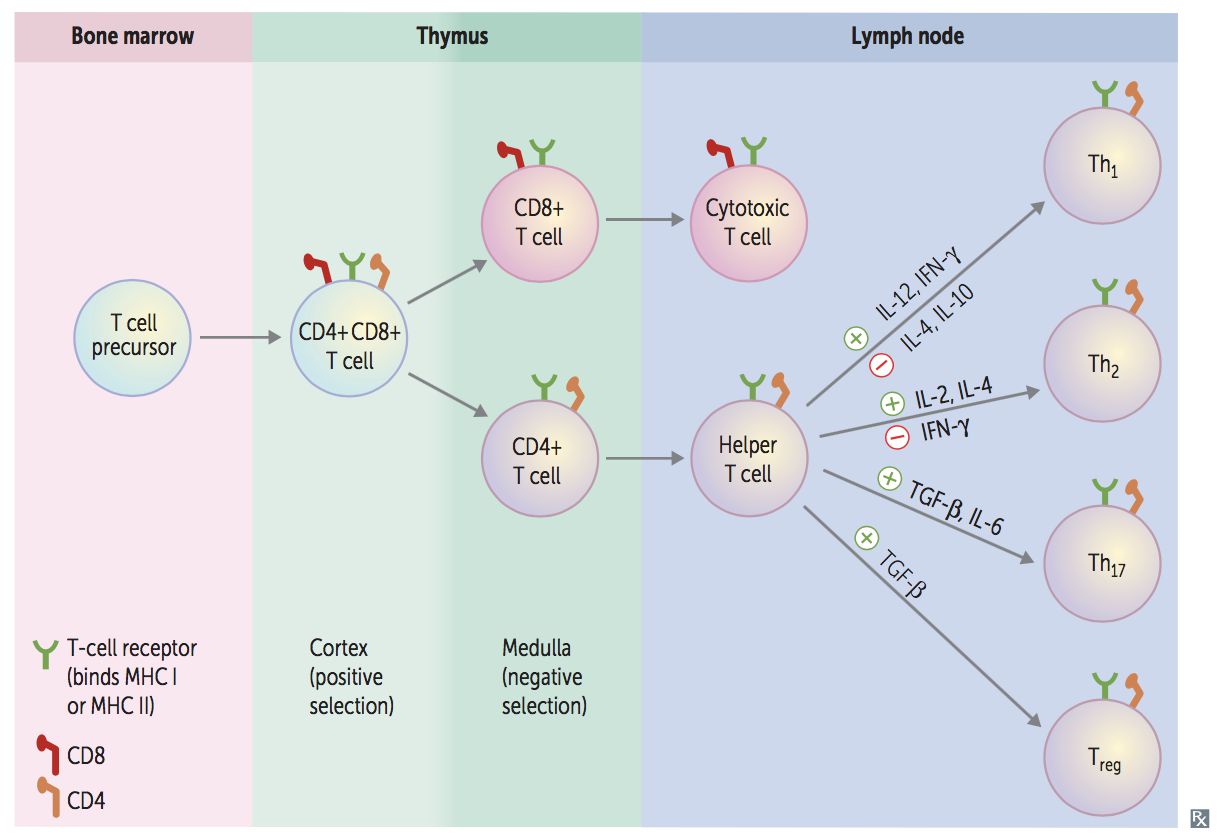 Bone marrow
Thymus
Lymph node
T cell
precursor
CD4+CD8+
T cell
CD8+
T cell
CD4+
T cell
Cytotoxic
T cell
Helper
T cell
IL-12, IFN-γ
IL-4, IL-10
IL-2, IL-4
IFN-γ
TGF-β, IL-6
TGF-β
Th1
Th2
Th17
Treg
T-cell receptor
(binds MHC I
or MHC II)
CD8
CD4
Cortex
(positive
selection)
Medulla
(negative
selection)
Rx